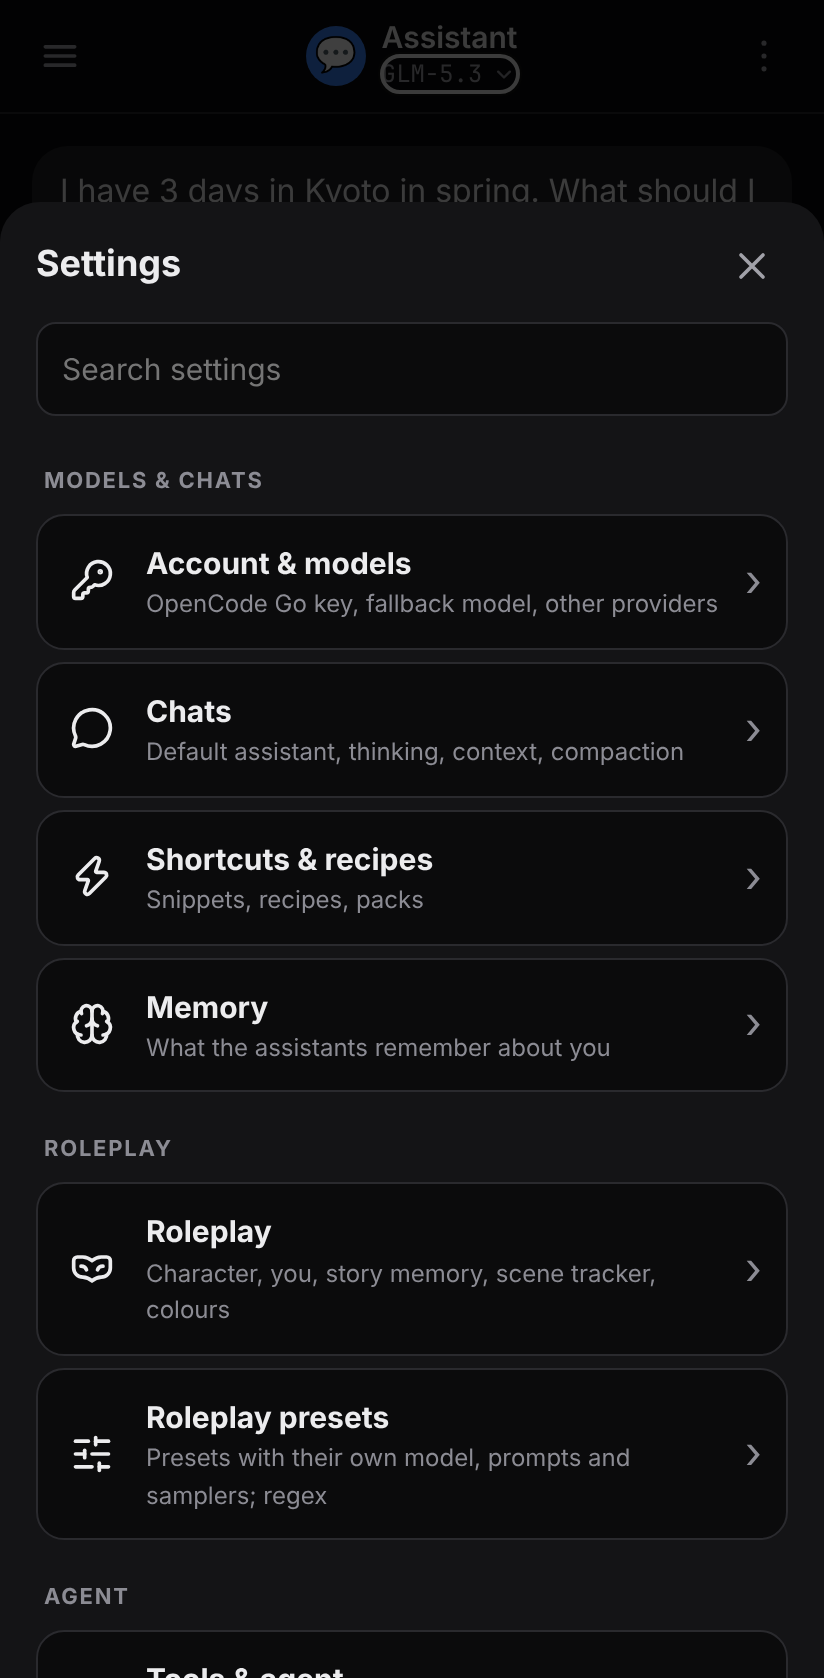 Assistant
GLM-5.3
I have 3 days in Kyoto in spring. What should I
Settings
Search settings
MODELS & CHATS
Account & models
OpenCode Go key, fallback model, other providers
Chats
Default assistant, thinking, context, compaction
Shortcuts & recipes
Snippets, recipes, packs
Memory
What the assistants remember about you
ROLEPLAY
Roleplay
Character, you, story memory, scene tracker,
colours
Roleplay presets
Presets with their own model, prompts and
samplers; regex
AGENT
Tools & agent